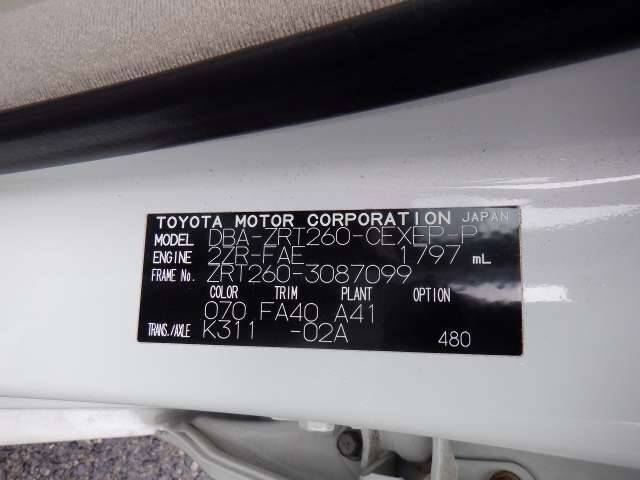 TOYOTA MOTOR CORPORATION JAPAN
MODEL DBA-ZRT260-CEXEP-P
ENGINE 2ZR-FAE 1797 mL
FRAME No. ZRT260-3087099
COLOR TRIM PLANT OPTION
070 FA40 A41
TRANS./AXLE K311 -02A 480